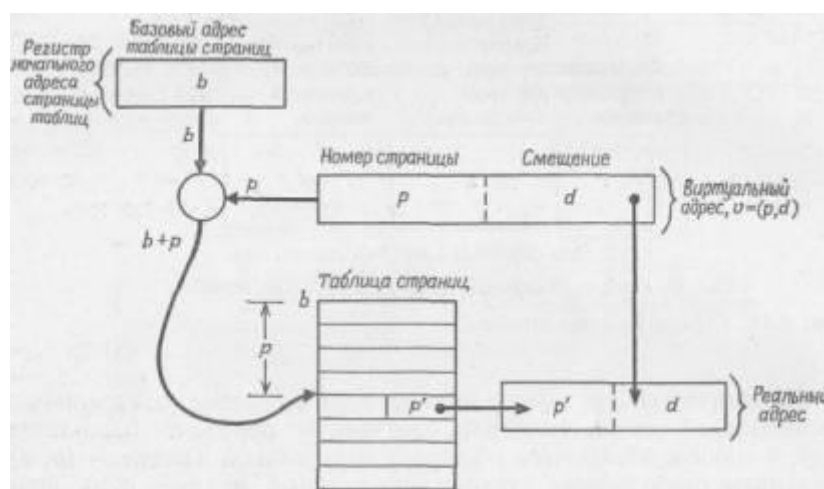 Базовый адрес
таблицы страниц
Регистр
начального
адреса
страницы
таблиц
b
b
Номер страницы
Смещение
p
p
d
Виртуальный
адрес, v=(p,d)
b+p
Таблица страниц
b
p
p'
p'
d
Реальный
адрес